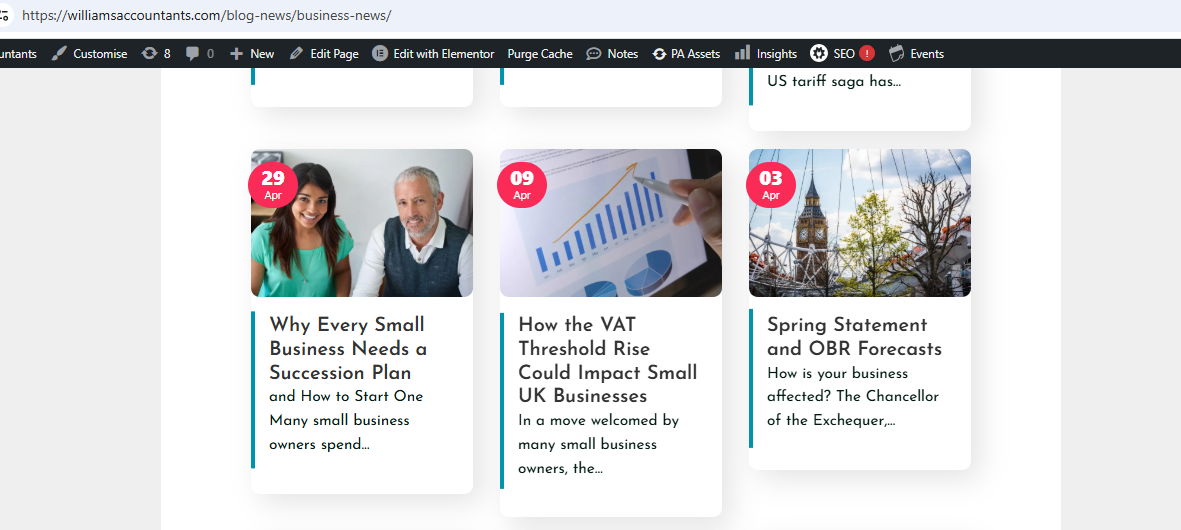 https://williamsaccountants.com/blog-news/business-news/
untants Customise 8 0 New Edit Page Edit with Elementor Purge Cache Notes PA Assets Insights SEO ! Events
US tariff saga has...
29
Apr
Why Every Small
Business Needs a
Succession Plan
and How to Start One
Many small business
owners spend...
09
Apr
How the VAT
Threshold Rise
Could Impact Small
UK Businesses
In a move welcomed by
many small business
owners, the...
03
Apr
Spring Statement
and OBR Forecasts
How is your business
affected? The Chancellor
of the Exchequer,...